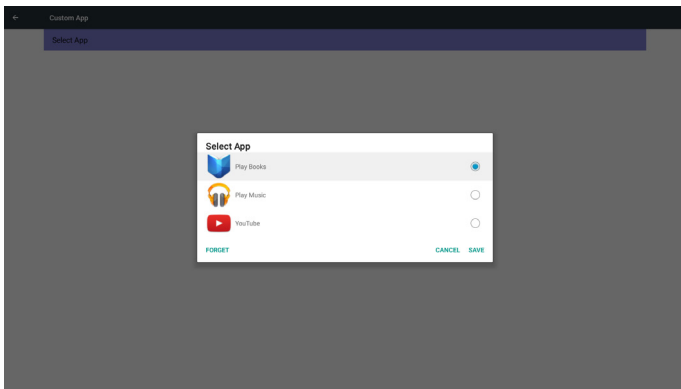 Custom App
Select App
Select App
Play Books
Play Music
YouTube
FORGET CANCEL SAVE